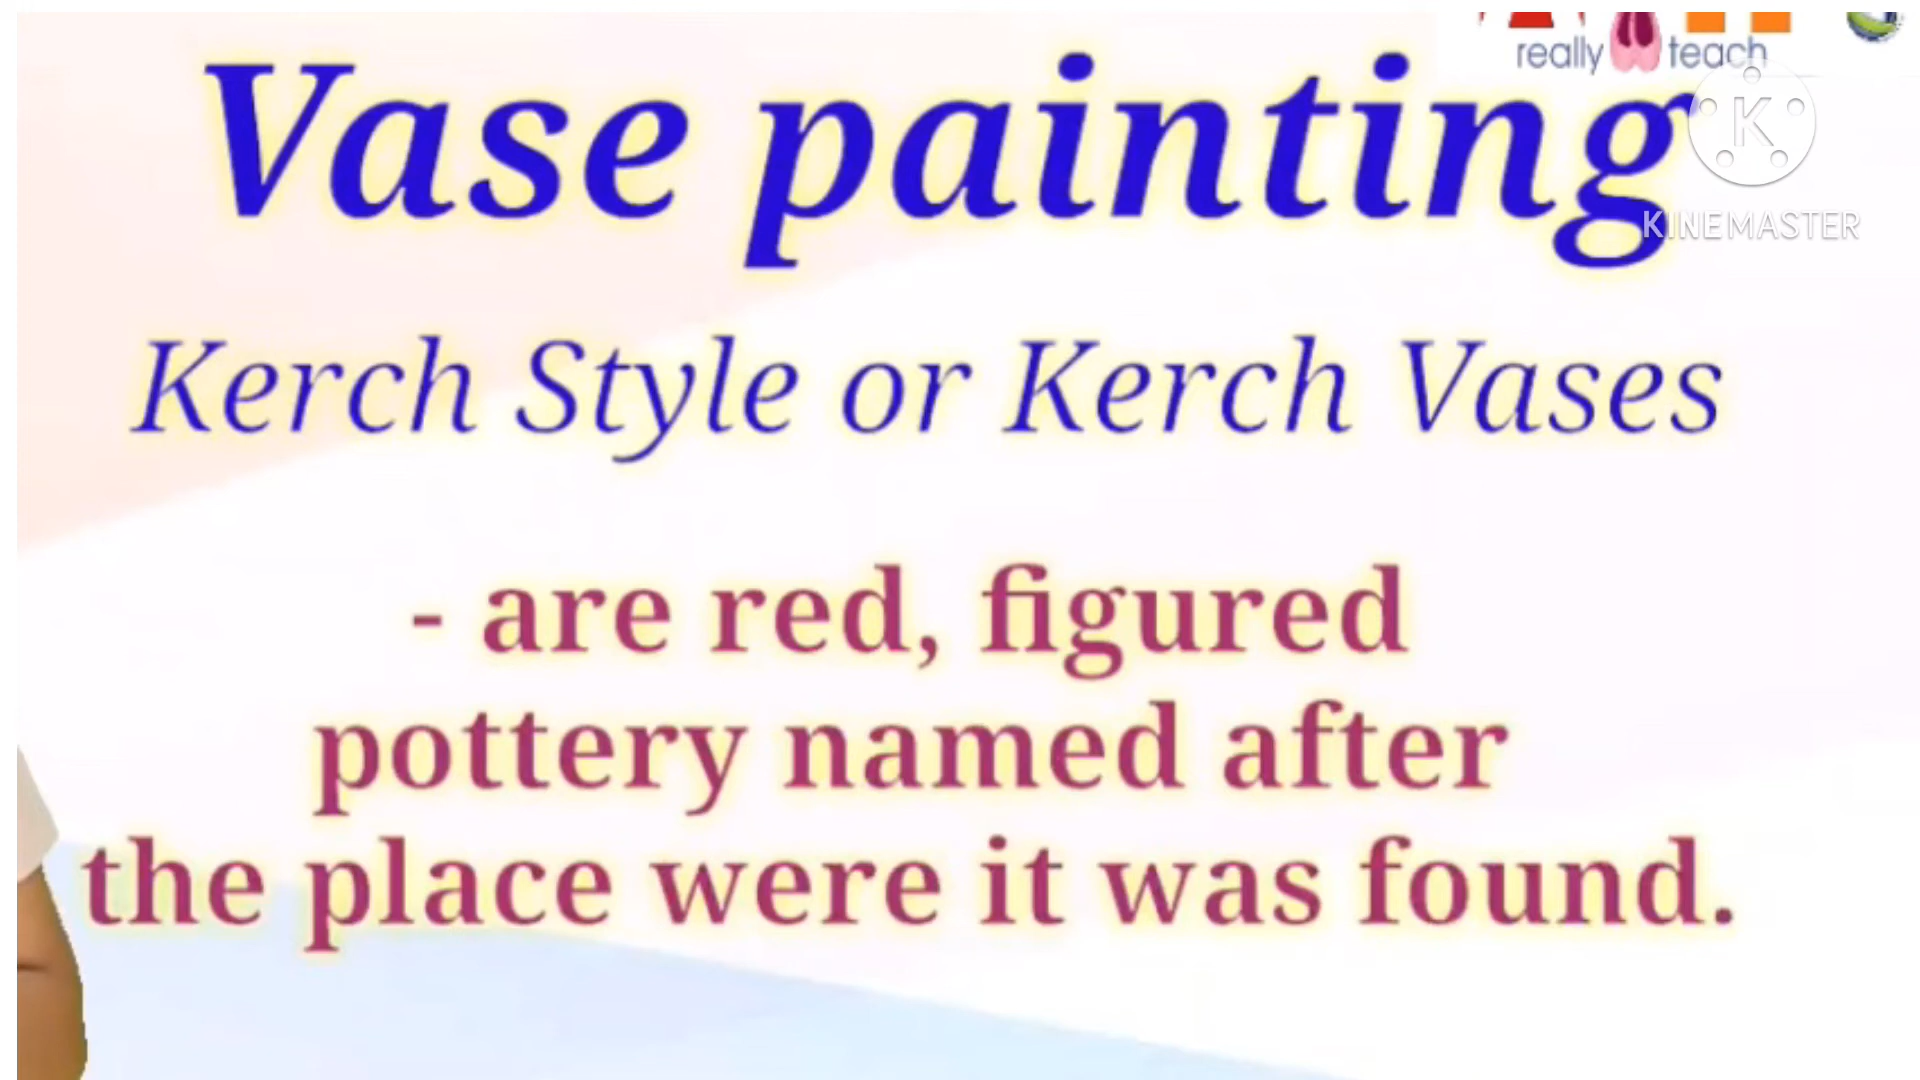 really teach
Vase painting
K
KINEMASTER
Kerch Style or Kerch Vases
- are red, figured
pottery named after
the place were it was found.